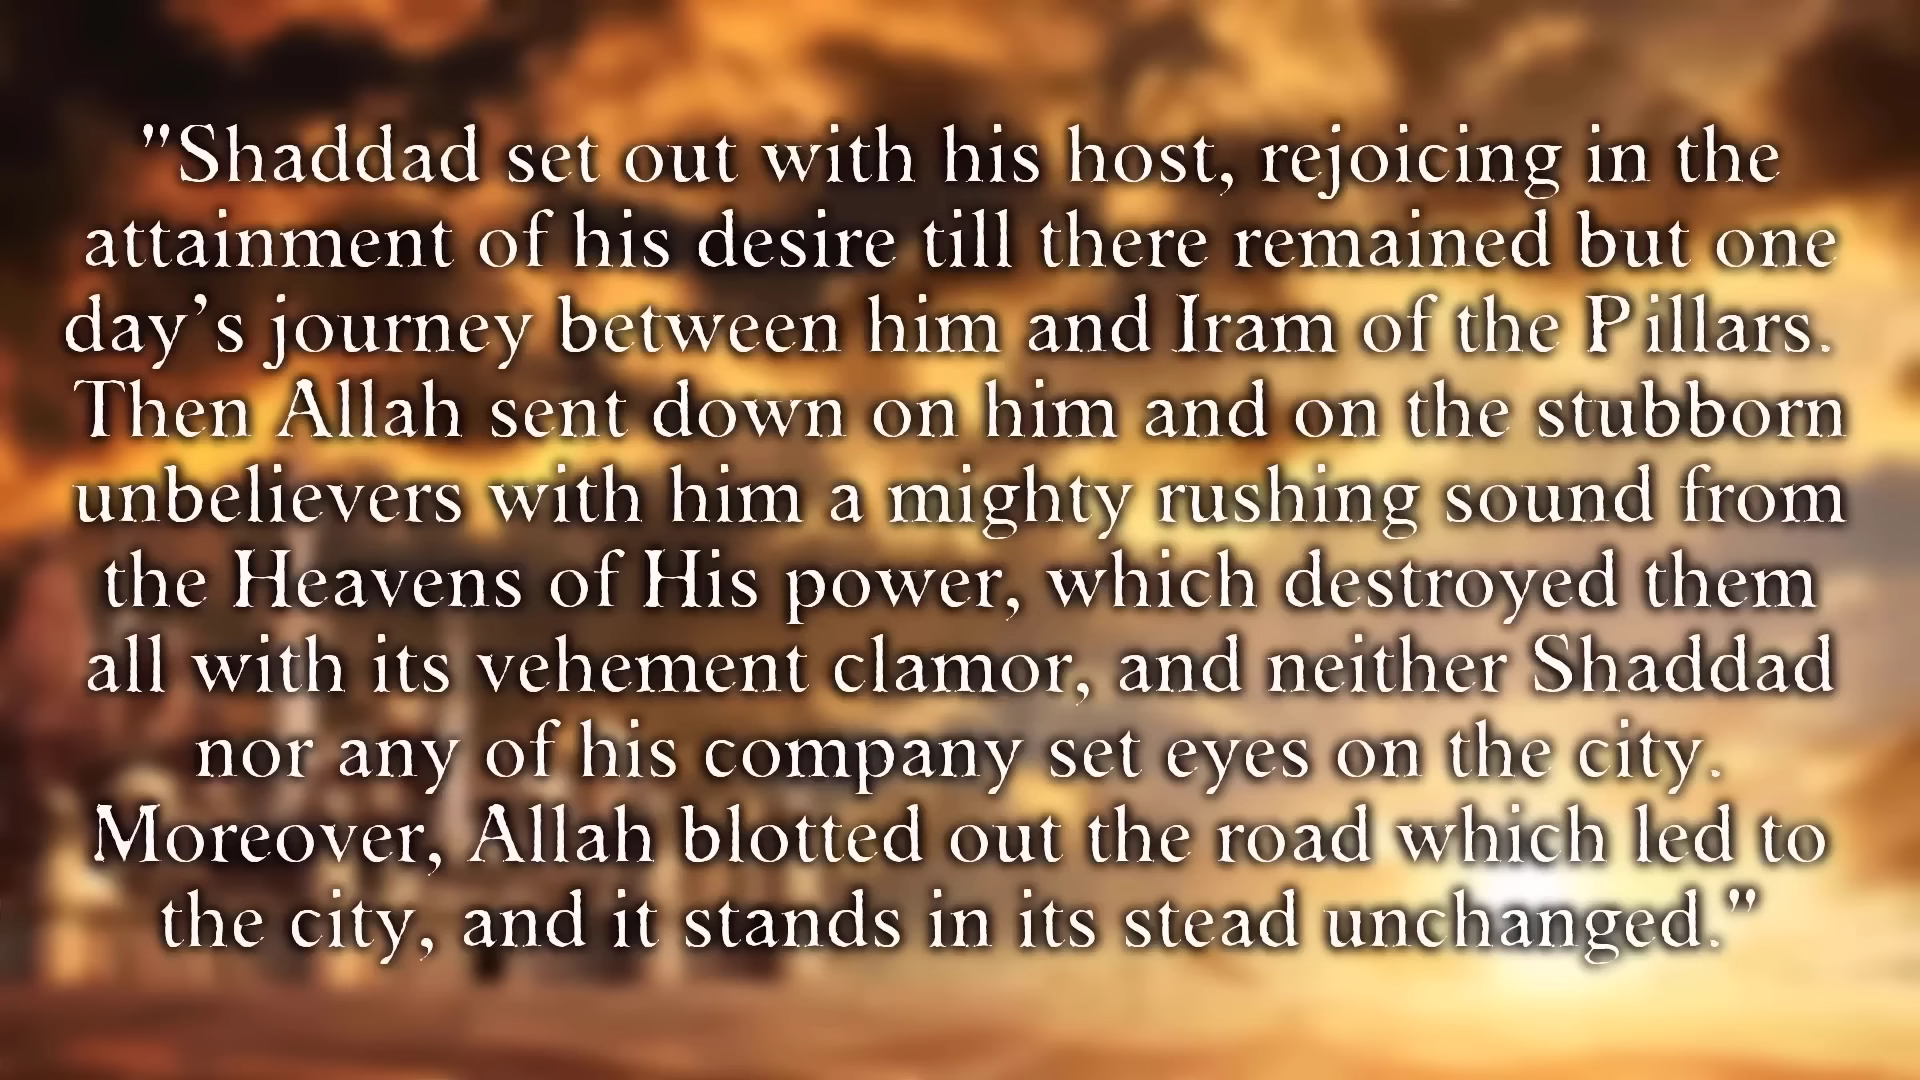 "Shaddad set out with his host, rejoicing in the
attainment of his desire till there remained but one
day’s journey between him and Iram of the Pillars.
Then Allah sent down on him and on the stubborn
unbelievers with him a mighty rushing sound from
the Heavens of His power, which destroyed them
all with its vehement clamor, and neither Shaddad
nor any of his company set eyes on the city.
Moreover, Allah blotted out the road which led to
the city, and it stands in its stead unchanged."